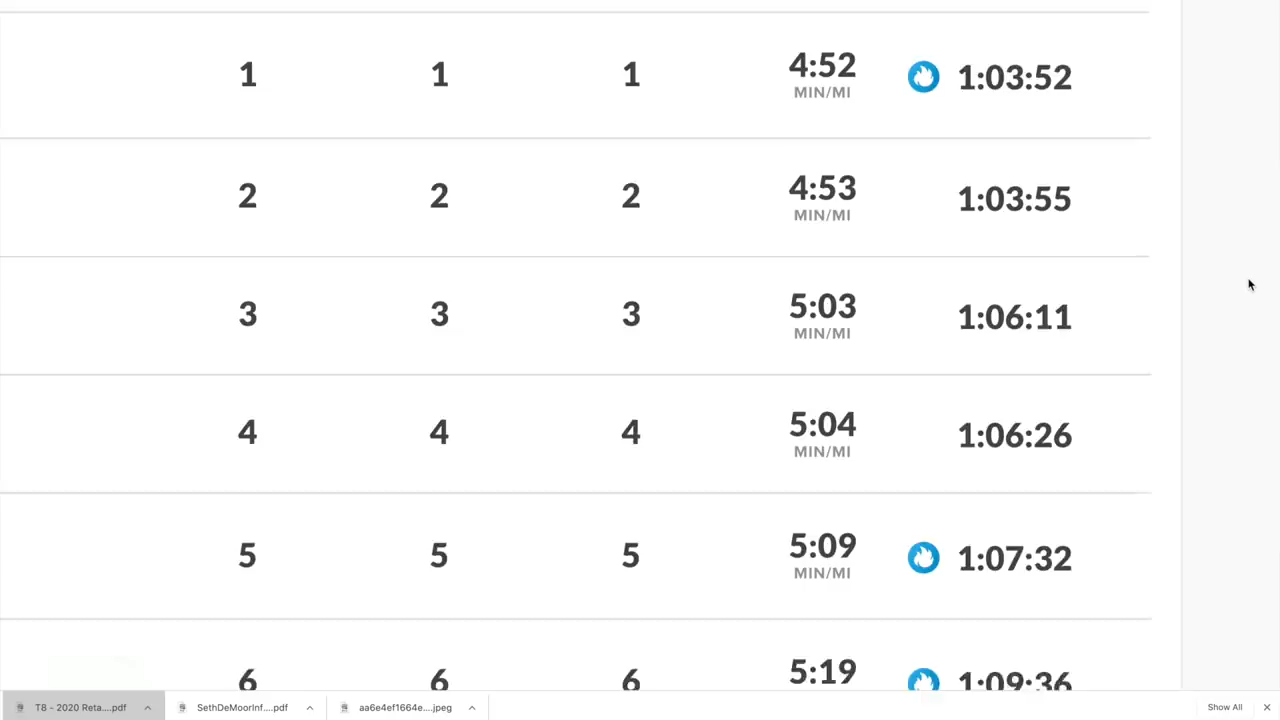 1 1 1 4:52 1:03:52
MIN/MI
2 2 2 4:53 1:03:55
MIN/MI
3 3 3 5:03 1:06:11
MIN/MI
4 4 4 5:04 1:06:26
MIN/MI
5 5 5 5:09 1:07:32
MIN/MI
6 6 6 5:19 1:09:36
T8 - 2020 Reta....pdf SethDeMoorInf....pdf aa6e4ef1664e....jpeg Show All